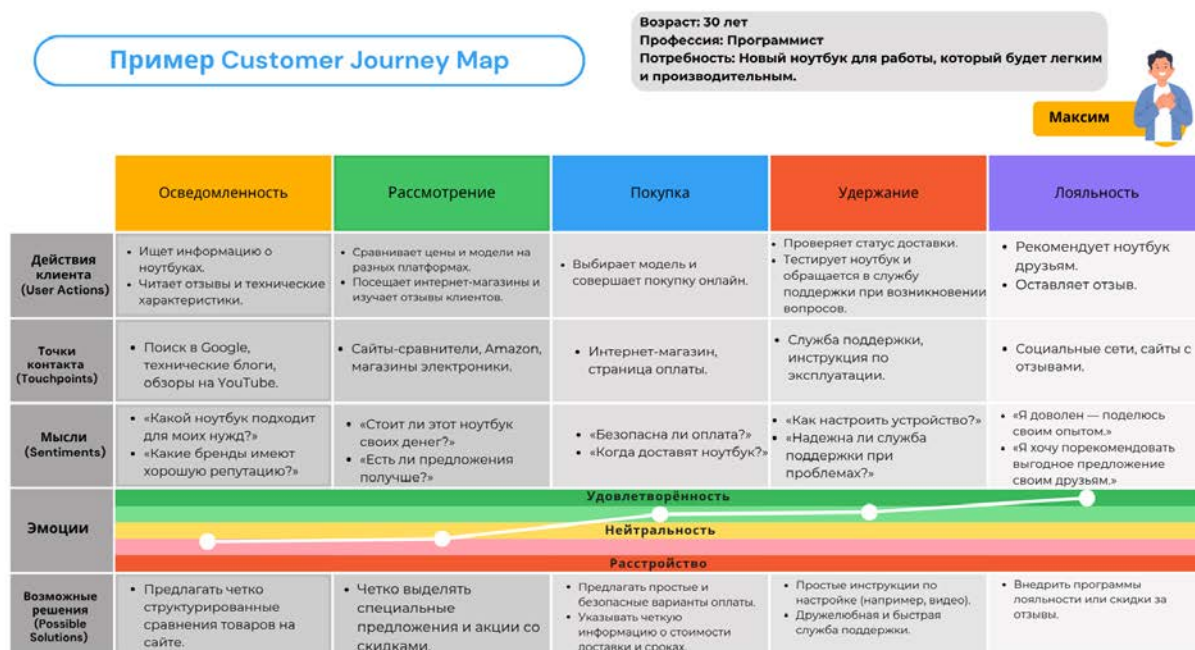 Пример Customer Journey Map
Возраст: 30 лет
Профессия: Программист
Потребность: Новый ноутбук для работы, который будет легким
и производительным.
Максим
Осведомленность
Рассмотрение
Покупка
Удержание
Лояльность
Действия
клиента
(User Actions)
• Ищет информацию о
ноутбуках.
• Читает отзывы и технические
характеристики.
• Сравнивает цены и модели на
разных платформах.
• Посещает интернет-магазины и
изучает отзывы клиентов.
• Выбирает модель и
совершает покупку онлайн.
• Проверяет статус доставки.
• Тестирует ноутбук и
обращается в службу
поддержки при возникновении
вопросов.
• Рекомендует ноутбук
друзьям.
• Оставляет отзыв.
Точки
контакта
(Touchpoints)
• Поиск в Google,
технические блоги,
обзоры на YouTube.
• Сайты-сравнители, Amazon,
магазины электроники.
• Интернет-магазин,
страница оплаты.
• Служба поддержки,
инструкция по
эксплуатации.
• Социальные сети, сайты с
отзывами.
Мысли
(Sentiments)
• «Какой ноутбук подходит
для моих нужд?»
• «Какие бренды имеют
хорошую репутацию?»
• «Стоит ли этот ноутбук
своих денег?»
• «Есть ли предложения
получше?»
• «Безопасна ли оплата?»
• «Когда доставят ноутбук?»
• «Как настроить устройство?»
• «Надежна ли служба
поддержки при
проблемах?»
• «Я доволен — поделюсь
своим опытом.»
• «Я хочу порекомендовать
выгодное предложение
своим друзьям.»
Эмоции
Удовлетворённость
Нейтральность
Расстройство
Возможные
решения
(Possible
Solutions)
• Предлагать четко
структурированные
сравнения товаров на
сайте.
• Четко выделять
специальные
предложения и акции со
скидками.
• Предлагать простые и
безопасные варианты оплаты.
• Указывать четкую
информацию о стоимости
доставки и сроках.
• Простые инструкции по
настройке (например, видео).
• Дружелюбная и быстрая
служба поддержки.
• Внедрить программы
лояльности или скидки за
отзывы.